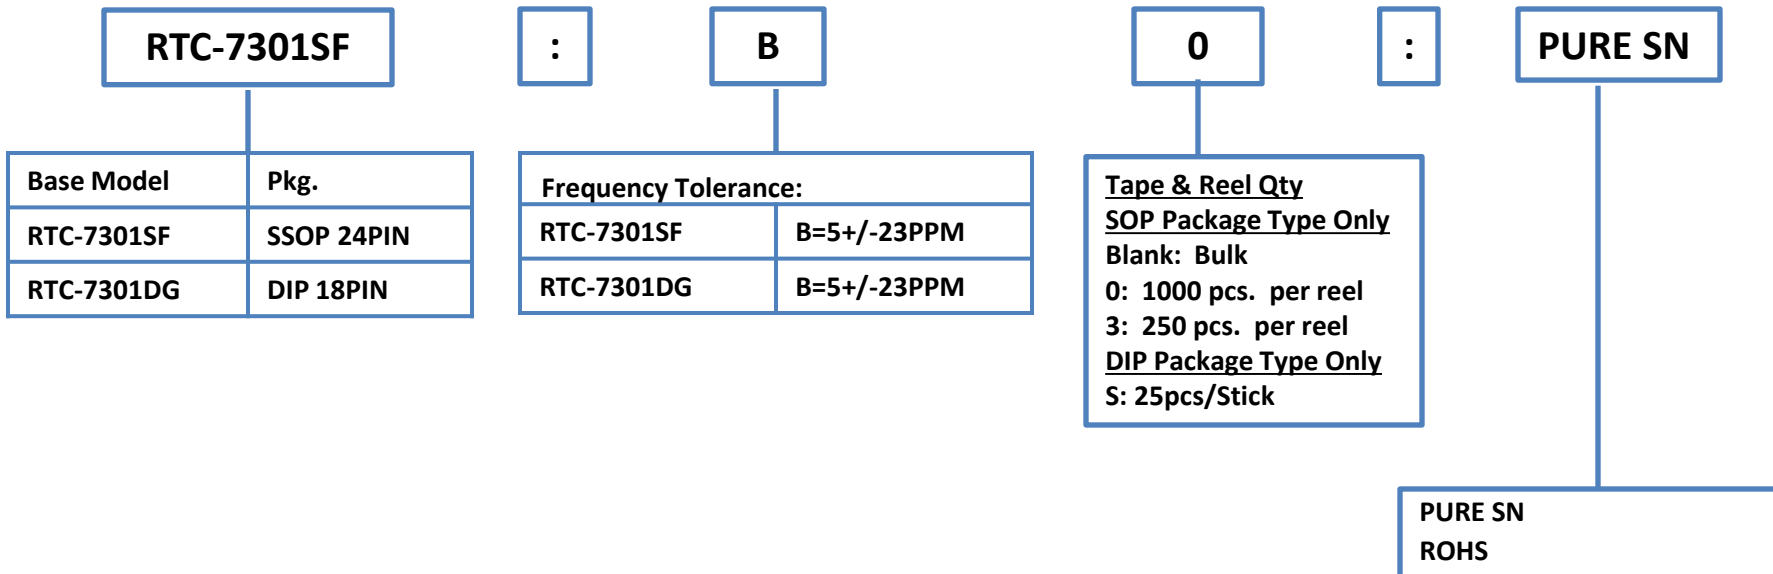 RTC-7301SF : B 0 : PURE SN
Base Model Pkg.
RTC-7301SF SSOP 24PIN
RTC-7301DG DIP 18PIN
Frequency Tolerance:
RTC-7301SF B=5+/-23PPM
RTC-7301DG B=5+/-23PPM
Tape & Reel Qty
SOP Package Type Only
Blank: Bulk
0: 1000 pcs. per reel
3: 250 pcs. per reel
DIP Package Type Only
S: 25pcs/Stick
PURE SN
ROHS